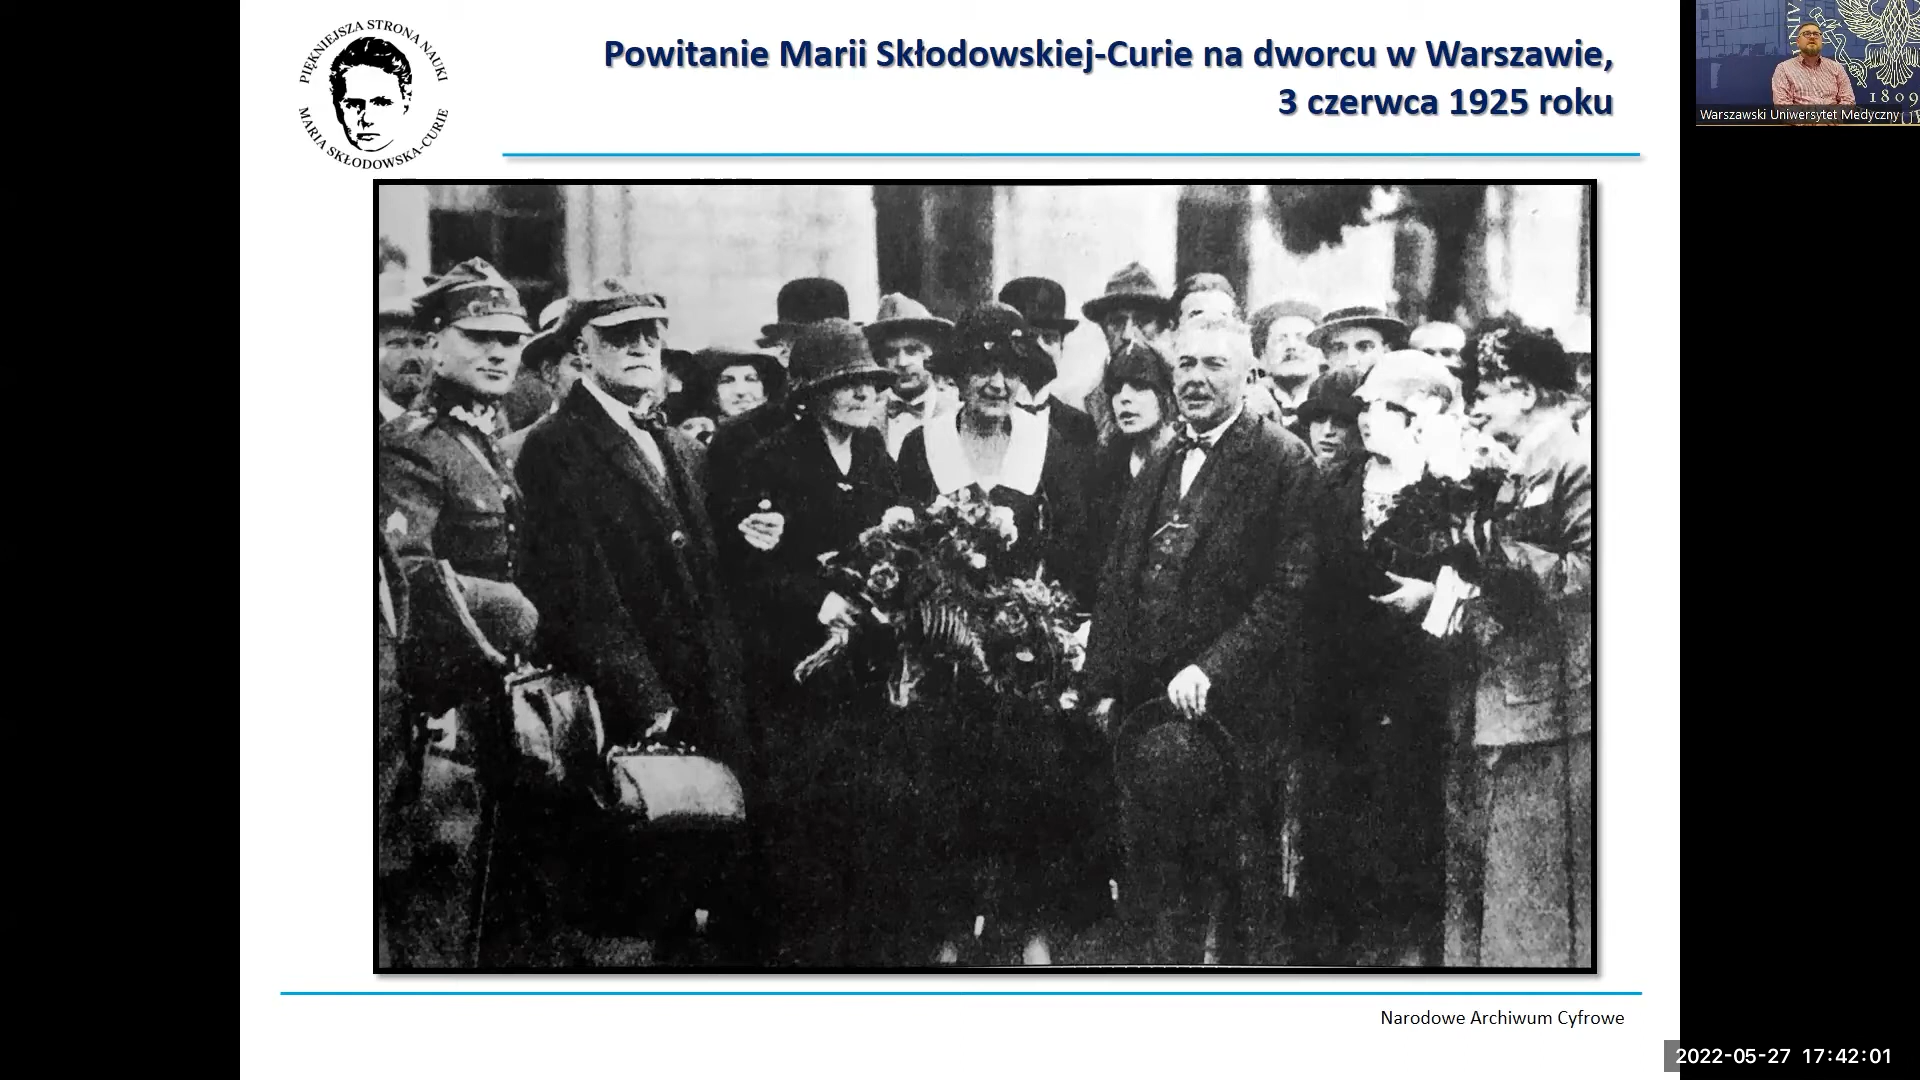 PIĘKNIEJSZA STRONA NAUKI
MARIA SKŁODOWSKA-CURIE
Powitanie Marii Skłodowskiej-Curie na dworcu w Warszawie,
3 czerwca 1925 roku
1809
Warszawski Uniwersytet Medyczny
Narodowe Archiwum Cyfrowe
2022-05-27 17:42:01